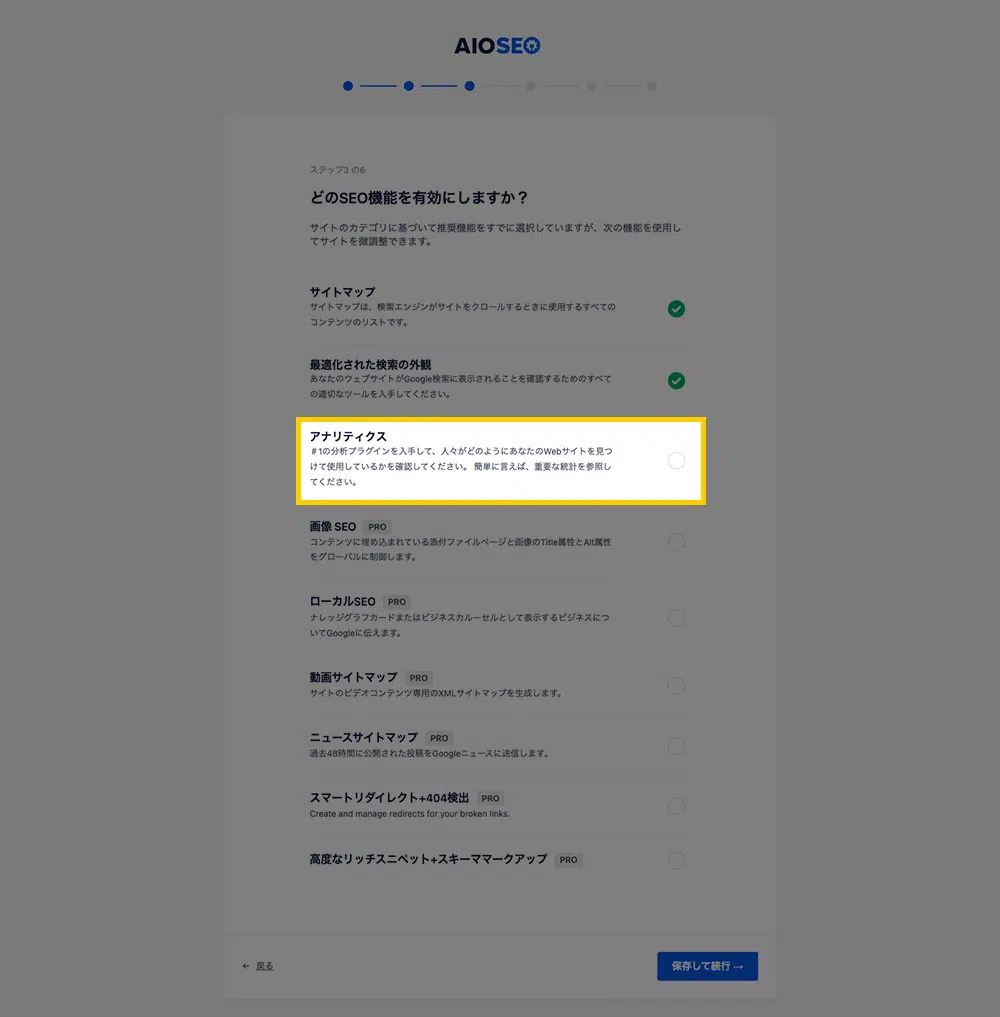 AIOSEO
ステップ3 の6
どのSEO機能を有効にしますか？
サイトのカテゴリに基づいて推奨機能をすでに選択していますが、次の機能を使用し
てサイトを微調整できます。
サイトマップ
サイトマップは、検索エンジンがサイトをクロールするときに使用するすべての
コンテンツのリストです。
最適化された検索の外観
あなたのウェブサイトがGoogle検索に表示されることを確認するためのすべて
の適切なツールを入手してください。
アナリティクス
＃1の分析プラグインを入手して、人々がどのようにあなたのWebサイトを見つ
けて使用しているかを確認してください。 簡単に言えば、重要な統計を参照し
てください。
画像 SEO PRO
コンテンツに埋め込まれている添付ファイルページと画像のTitle属性とAlt属性
をグローバルに制御します。
ローカルSEO PRO
ナレッジグラフカードまたはビジネスカルーセルとして表示するビジネスにつ
いてGoogleに伝えます。
動画サイトマップ PRO
サイトのビデオコンテンツ専用のXMLサイトマップを生成します。
ニュースサイトマップ PRO
過去48時間に公開された投稿をGoogleニュースに送信します。
スマートリダイレクト+404検出 PRO
Create and manage redirects for your broken links.
高度なリッチスニペット+スキーママークアップ PRO
← 戻る
保存して続行 →